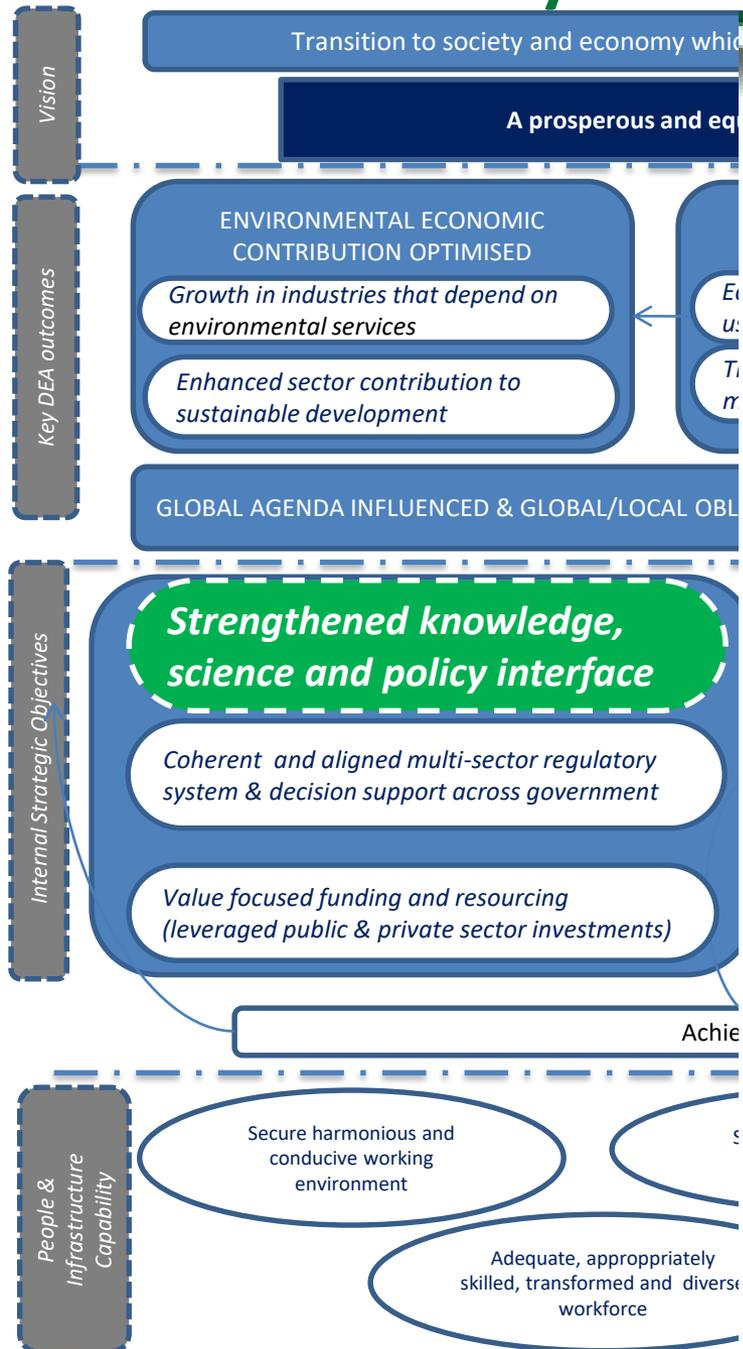 Vision
Transition to society and economy
A prosperous and
Key DEA outcomes
ENVIRONMENTAL ECONOMIC
CONTRIBUTION OPTIMISED
Growth in industries that depend on
environmental services
Enhanced sector contribution to
sustainable development
GLOBAL AGENDA INFLUENCED & GLOBAL/LOCAL
Internal Strategic Objectives
Strengthened knowledge,
science and policy interface
Coherent and aligned multi-sector regulatory
system & decision support across government
Value focused funding and resourcing
(leveraged public & private sector investments)
People &
Infrastructure
Capability
Secure harmonious and
conducive working
environment
Adequate, approppriately
skilled, transformed and diverse
workforce